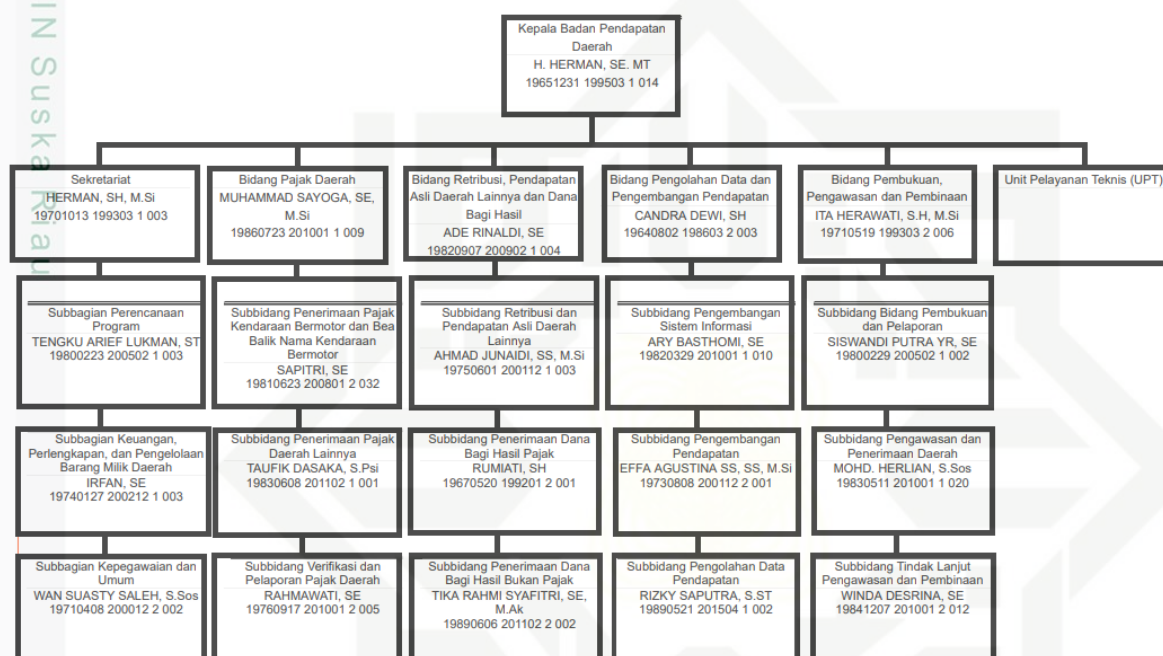 IN Suska Riau
Kepala Badan Pendapatan
Daerah
H. HERMAN, SE. MT
19651231 199503 1 014
Sekretariat
HERMAN, SH, M.Si
19701013 199303 1 003
Bidang Pajak Daerah
MUHAMMAD SAYOGA, SE,
M.Si
19860723 201001 1 009
Bidang Retribusi, Pendapatan
Asli Daerah Lainnya dan Dana
Bagi Hasil
ADE RINALDI, SE
19820907 200902 1 004
Bidang Pengolahan Data dan
Pengembangan Pendapatan
CANDRA DEWI, SH
19640802 198603 2 003
Bidang Pembukuan,
Pengawasan dan Pembinaan
ITA HERAWATI, S.H, M.Si
19710519 199303 2 006
Unit Pelayanan Teknis (UPT)
Subbagian Perencanaan
Program
TENGKU ARIEF LUKMAN, ST
19800223 200502 1 003
Subbidang Penerimaan Pajak
Kendaraan Bermotor dan Bea
Balik Nama Kendaraan
Bermotor
SAPITRI, SE
19810623 200801 2 032
Subbidang Retribusi dan
Pendapatan Asli Daerah
Lainnya
AHMAD JUNAIDI, SS, M.Si
19750601 200112 1 003
Subbidang Pengembangan
Sistem Informasi
ARY BASTHOMI, SE
19820329 201001 1 010
Subbidang Bidang Pembukuan
dan Pelaporan
SISWANDI PUTRA YR, SE
19800229 200502 1 002
Subbagian Keuangan,
Perlengkapan, dan Pengelolaan
Barang Milik Daerah
IRFAN, SE
19740127 200212 1 003
Subbidang Penerimaan Pajak
Daerah Lainnya
TAUFIK DASAKA, S.Psi
19830608 201102 1 001
Subbidang Penerimaan Dana
Bagi Hasil Pajak
RUMIATI, SH
19670520 199201 2 001
Subbidang Pengembangan
Pendapatan
EFFA AGUSTINA SS, SS, M.Si
19730808 200112 2 001
Subbidang Pengawasan dan
Penerimaan Daerah
MOHD. HERLIAN, S.Sos
19830511 201001 1 020
Subbagian Kepegawaian dan
Umum
WAN SUASTY SALEH, S.Sos
19710408 200012 2 002
Subbidang Verifikasi dan
Pelaporan Pajak Daerah
RAHMAWATI, SE
19760917 201001 2 005
Subbidang Penerimaan Dana
Bagi Hasil Bukan Pajak
TIKA RAHMI SYAFITRI, SE,
M.Ak
19890606 201102 2 002
Subbidang Pengolahan Data
Pendapatan
RIZKY SAPUTRA, S.ST
19890521 201504 1 002
Subbidang Tindak Lanjut
Pengawasan dan Pembinaan
WINDA DESRINA, SE
19841207 201001 2 012